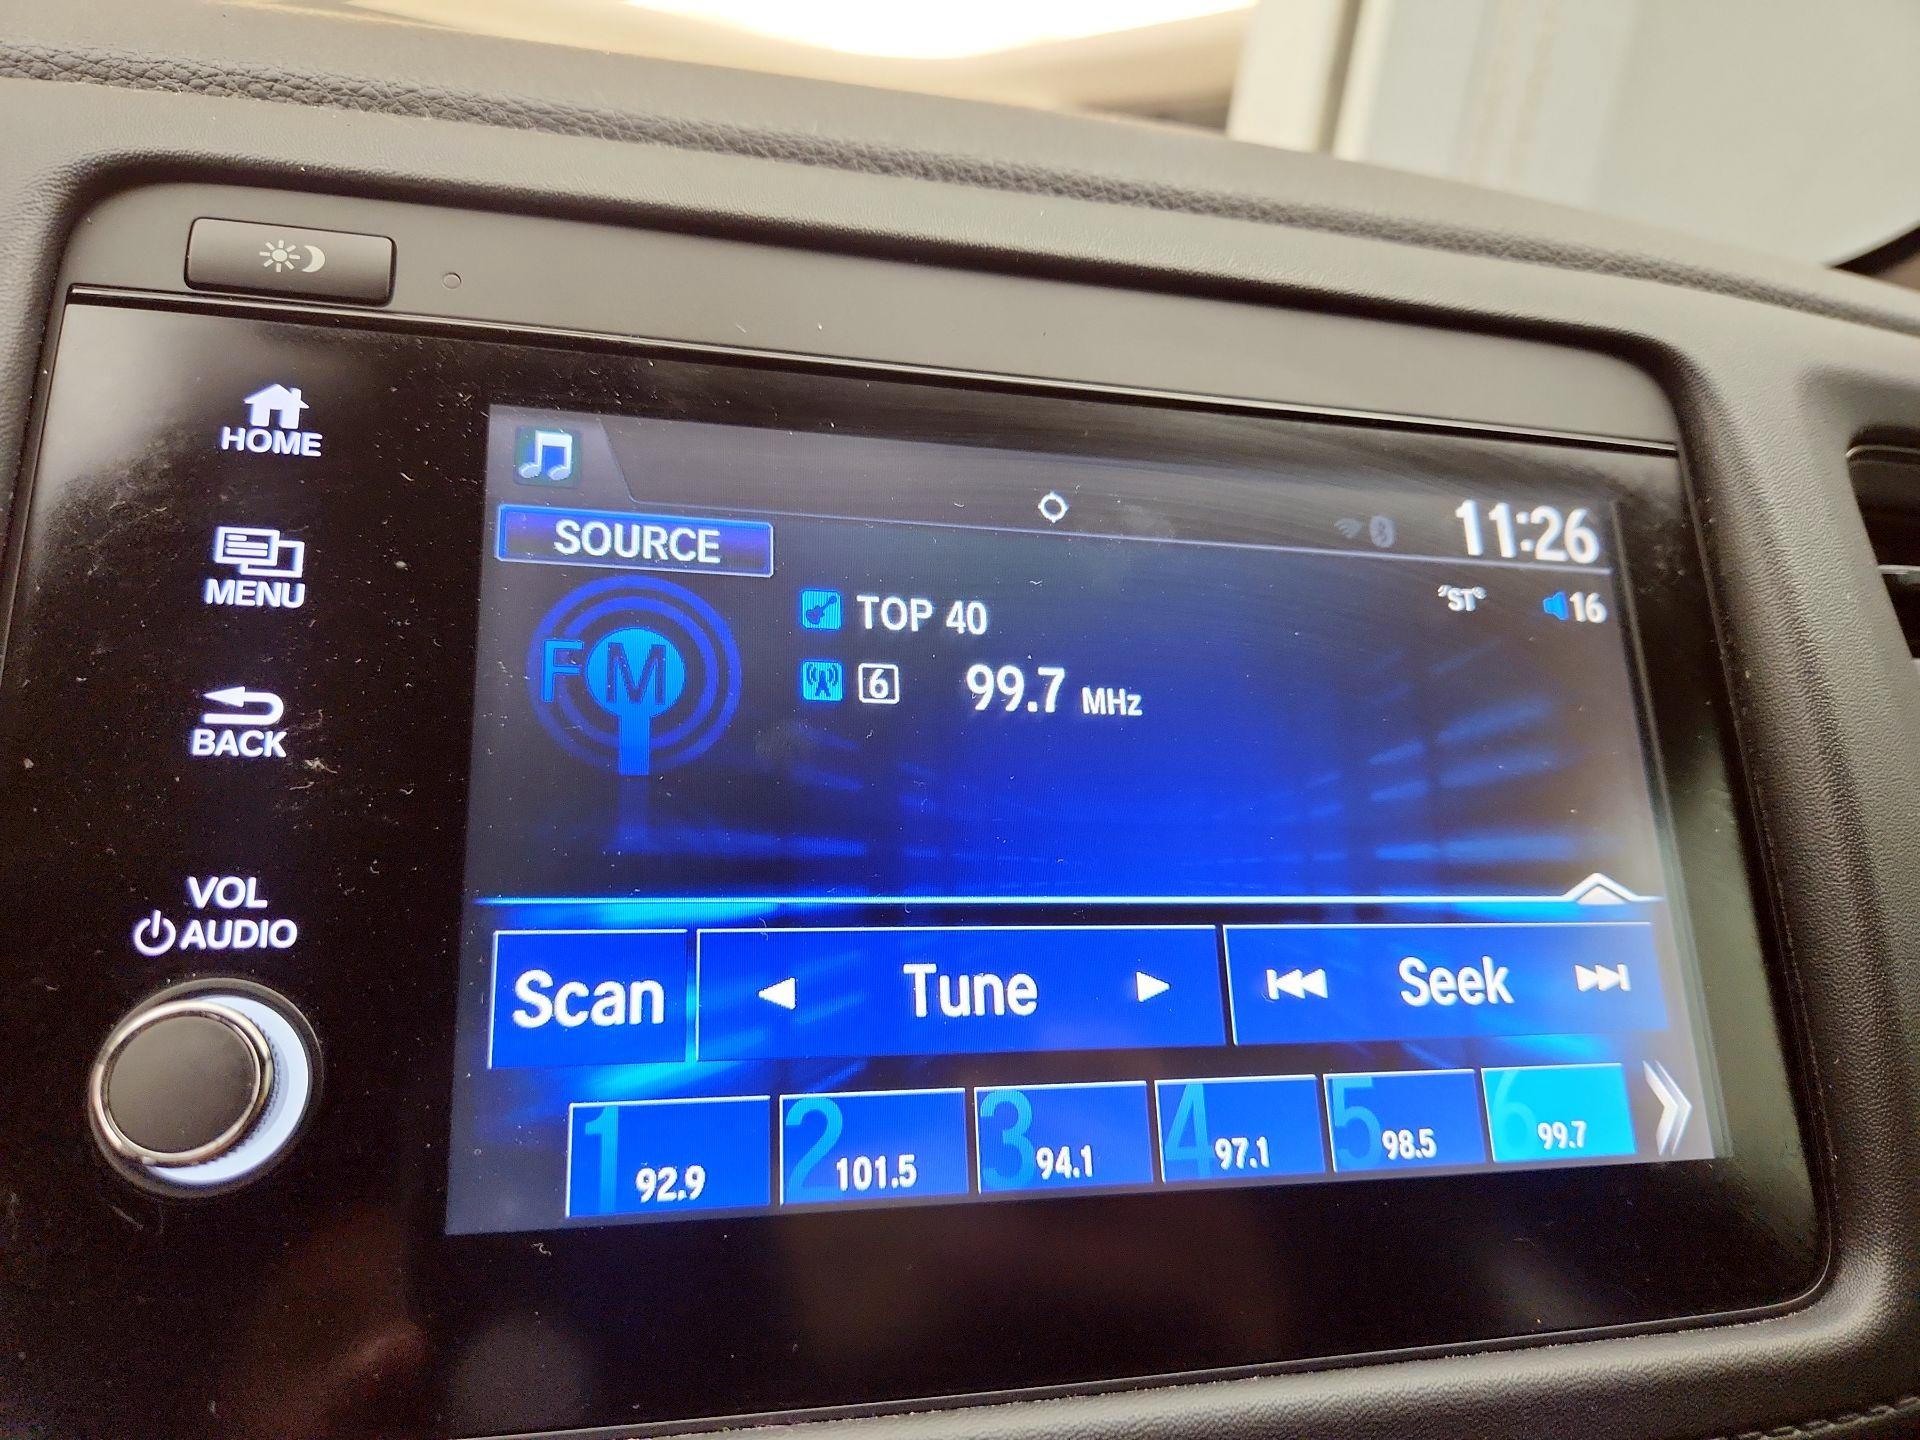 HOME
MENU
BACK
VOL
AUDIO
SOURCE
11:26
"ST"
16
FM
TOP 40
6 99.7 MHz
Scan Tune Seek
1 92.9
2 101.5
3 94.1
4 97.1
5 98.5
6 99.7